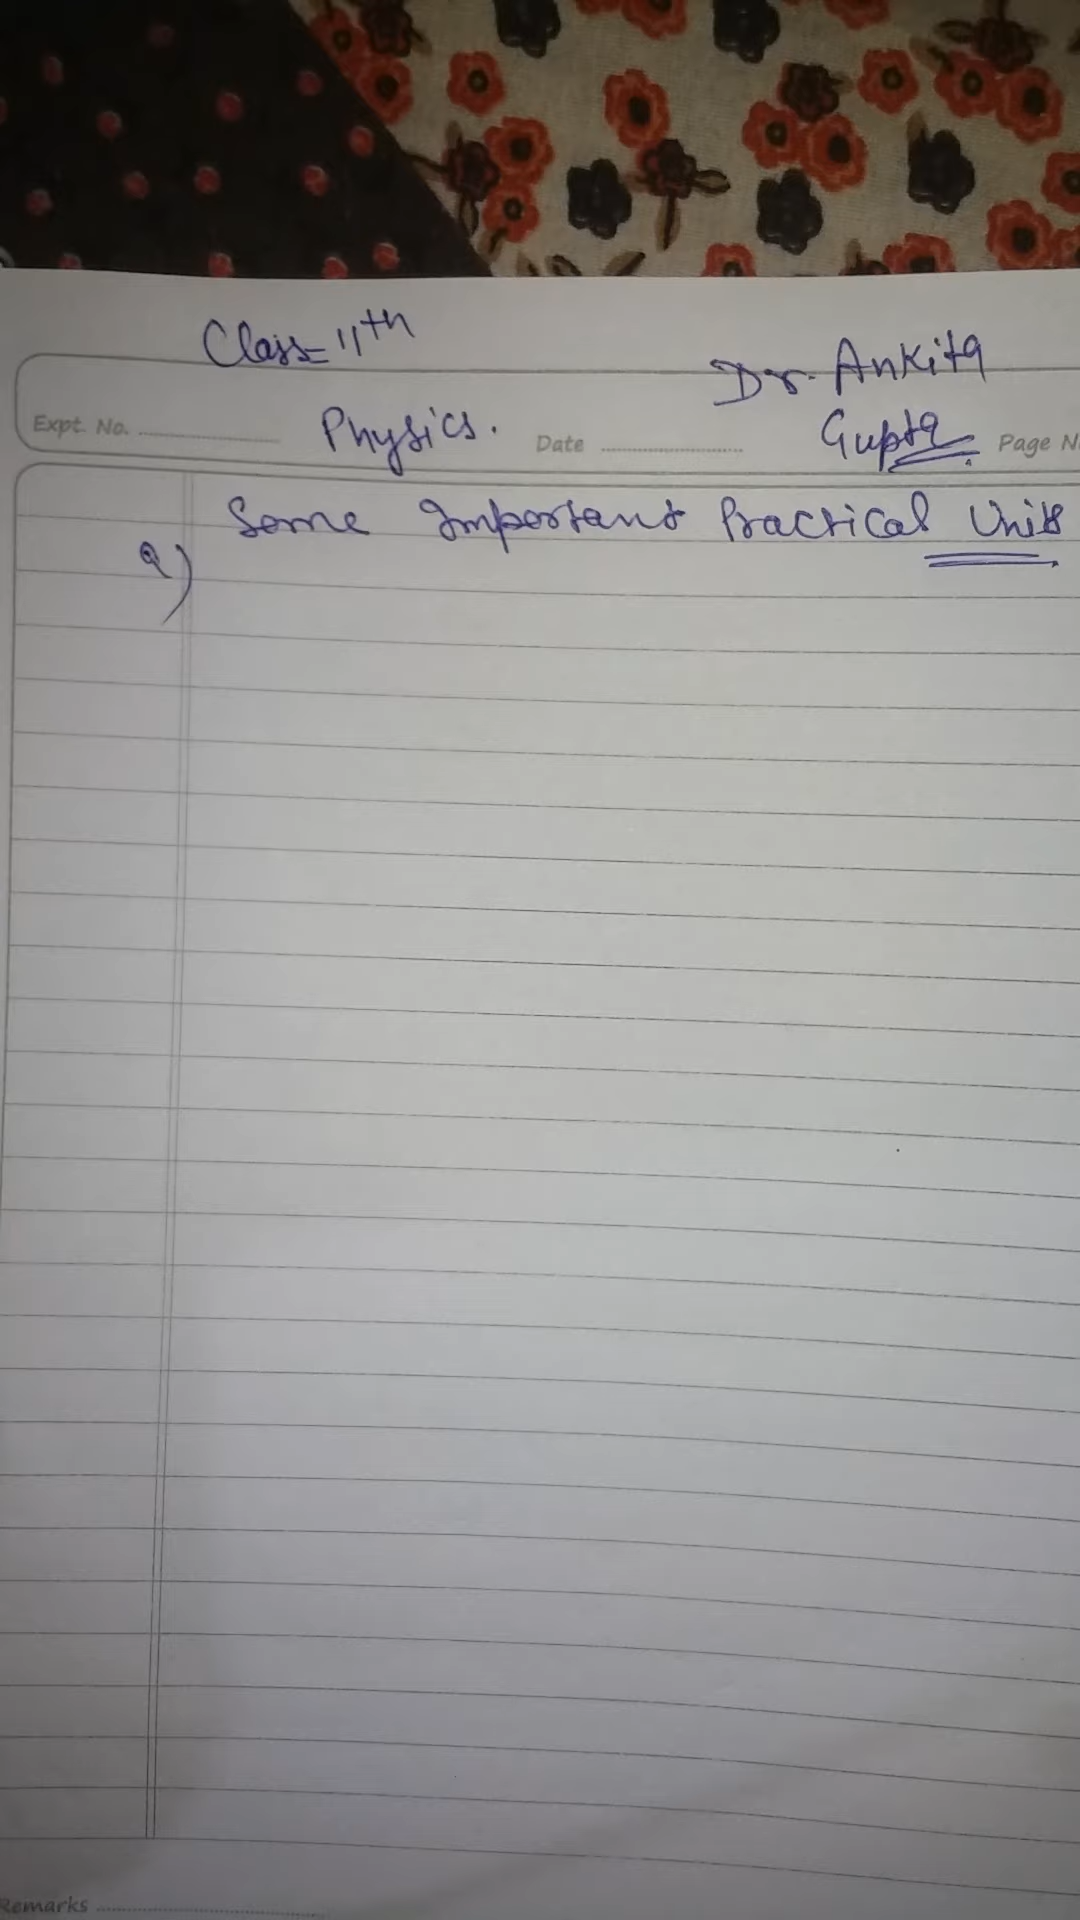 Class- 11th
Dr. Ankita
Expt. No. Physics. Date Gupta Page N
Some Important Practical Units
Q)
Remarks